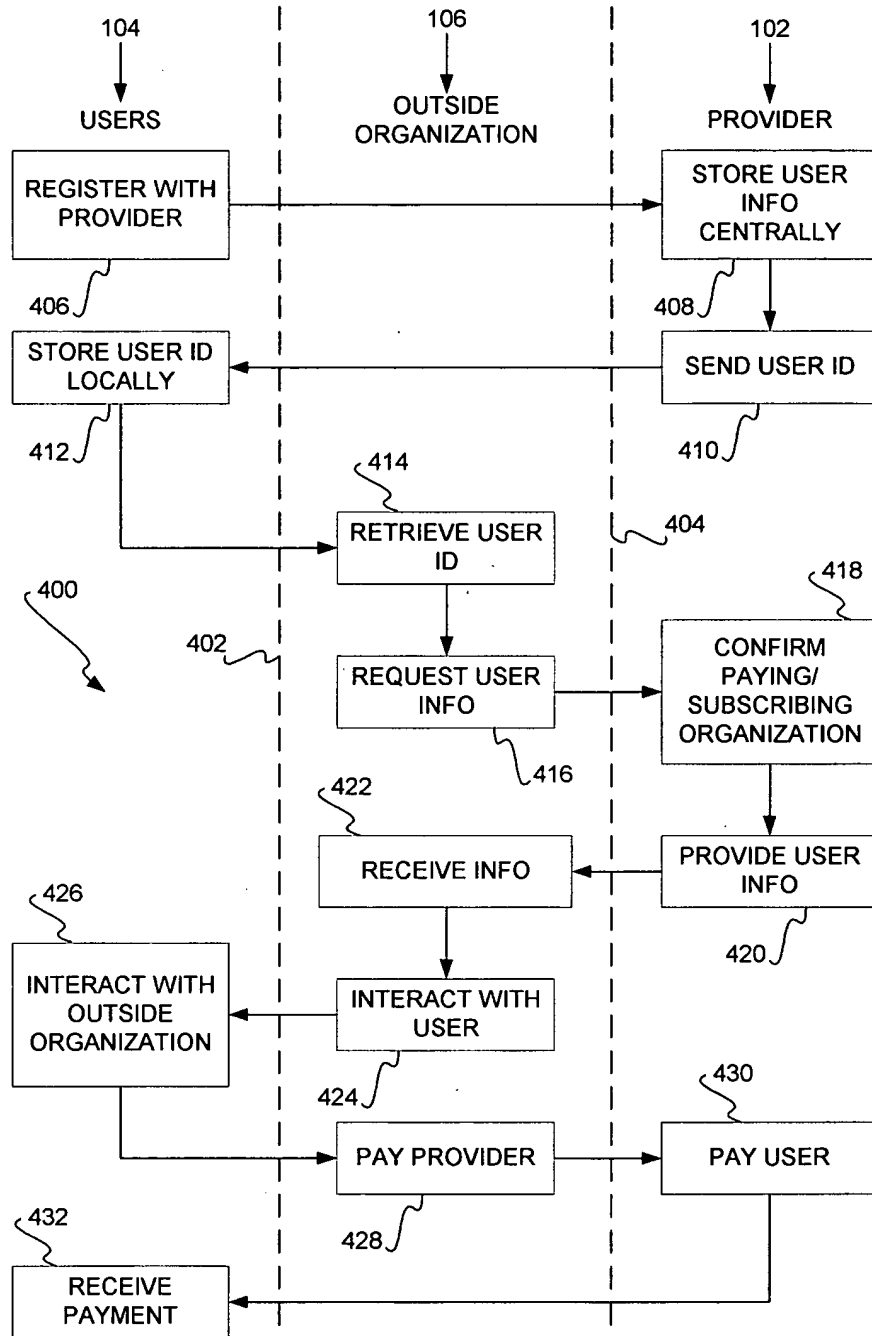 104
106
102
USERS
OUTSIDE
ORGANIZATION
PROVIDER
REGISTER WITH
PROVIDER
406
STORE USER
INFO
CENTRALLY
408
STORE USER ID
LOCALLY
412
SEND USER ID
410
414
RETRIEVE USER
ID
404
400
402
REQUEST USER
INFO
416
418
CONFIRM
PAYING/
SUBSCRIBING
ORGANIZATION
422
RECEIVE INFO
PROVIDE USER
INFO
420
426
INTERACT WITH
OUTSIDE
ORGANIZATION
INTERACT WITH
USER
424
430
PAY PROVIDER
428
PAY USER
432
RECEIVE
PAYMENT